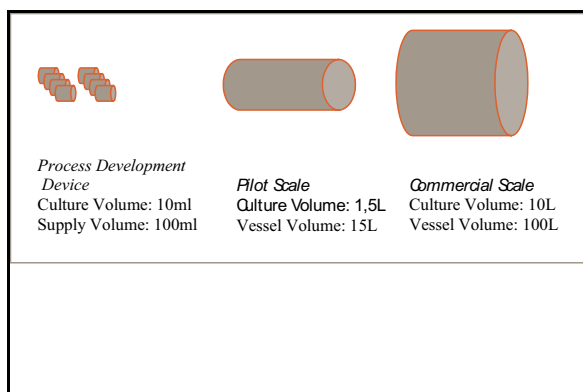 Process Development
Device
Culture Volume: 10ml
Supply Volume: 100ml
Pilot Scale
Culture Volume: 1,5L
Vessel Volume: 15L
Commercial Scale
Culture Volume: 10L
Vessel Volume: 100L